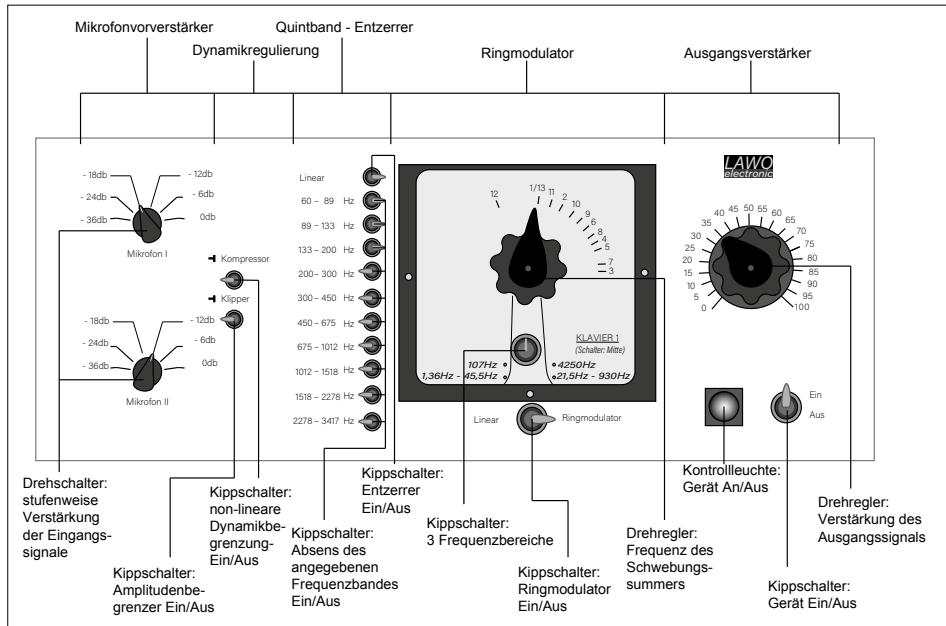 Mikrofonvorverstärker
Quintband - Entzerrer
Dynamikregulierung
Ringmodulator
Ausgangsverstärker
- 18db
- 12db
- 24db
- 6db
- 36db
0db
Mikrofon I
Kompressor
Klipper
- 18db
- 12db
- 24db
- 6db
- 36db
0db
Mikrofon II
Linear
60 – 89 Hz
89 – 133 Hz
133 – 200 Hz
200 – 300 Hz
300 – 450 Hz
450 – 675 Hz
675 – 1012 Hz
1012 – 1518 Hz
1518 – 2278 Hz
2278 – 3417 Hz
12
1/13
11
2
10
9
6
8
4
5
7
3
KLAVIER 1
(Schalter: Mitte)
107Hz
4250Hz
1,36Hz - 45,5Hz
21,5Hz - 930Hz
Linear
Ringmodulator
LAWO
electronic
0
5
10
15
20
25
30
35
40
45
50
55
60
65
70
75
80
85
90
95
100
Ein
Aus
Drehschalter:
stufenweise
Verstärkung
der Eingangs-
signale
Kippschalter:
Amplitudenbe-
grenzer Ein/Aus
Kippschalter:
non-lineare
Dynamikbe-
grenzung-
Ein/Aus
Kippschalter:
Absens des
angegebenen
Frequenzbandes
Ein/Aus
Kippschalter:
Entzerrer
Ein/Aus
Kippschalter:
3 Frequenzbereiche
Kippschalter:
Ringmodulator
Ein/Aus
Drehregler:
Frequenz des
Schwebungs-
summers
Kontrollleuchte:
Gerät An/Aus
Kippschalter:
Gerät Ein/Aus
Drehregler:
Verstärkung des
Ausgangssignals